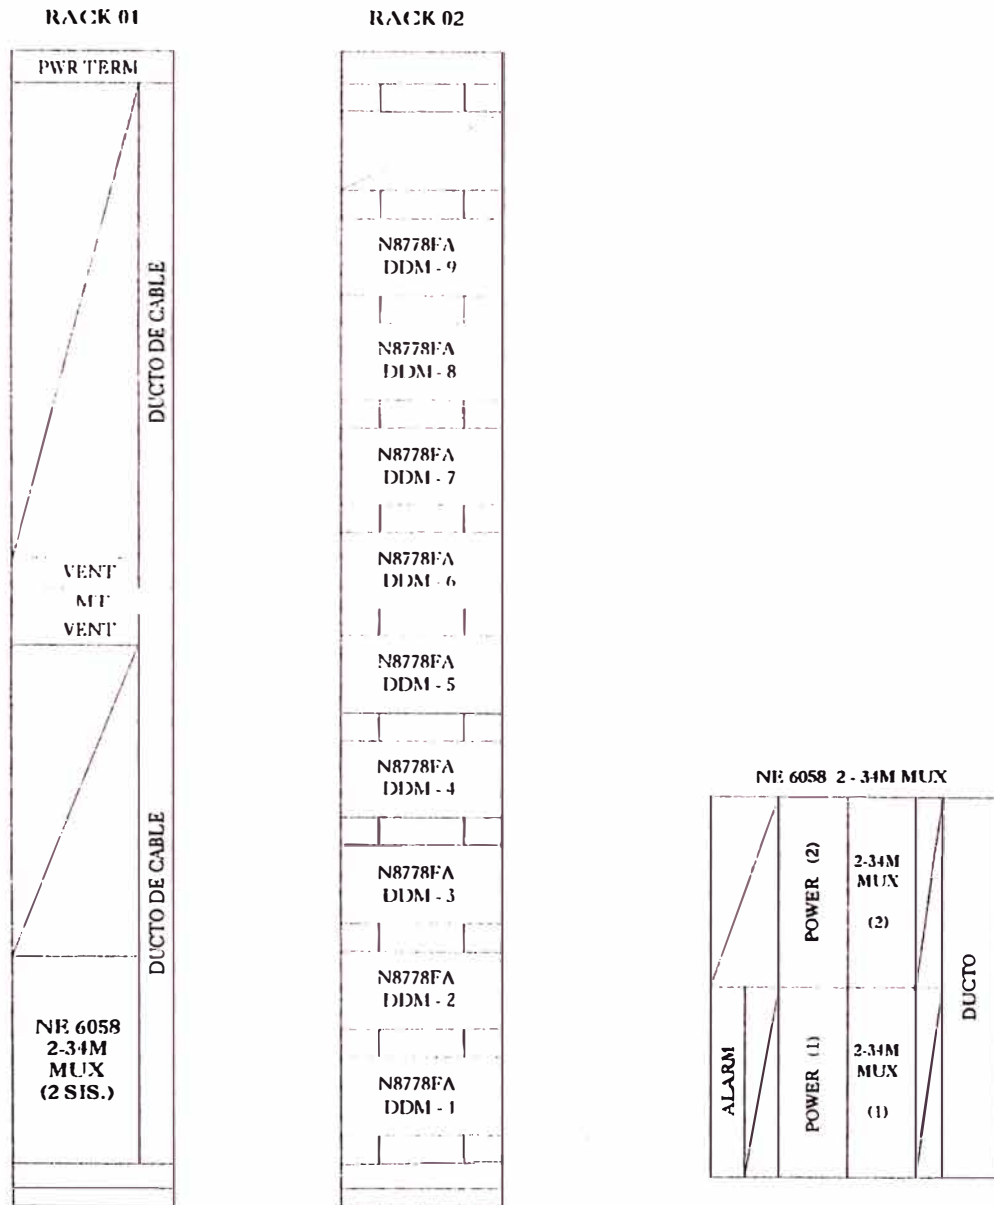 RACK 01
PWR TERM
DUCTO DE CABLE
VENT
MT
VENT
DUCTO DE CABLE
NE 6058
2-34M
MUX
(2 SIS.)
RACK 02
N8778FA
DDM - 9
N8778FA
DDM - 8
N8778FA
DDM - 7
N8778FA
DDM - 6
N8778FA
DDM - 5
N8778FA
DDM - 4
N8778FA
DDM - 3
N8778FA
DDM - 2
N8778FA
DDM - 1
NE 6058 2 - 34M MUX
POWER (2)
2-34M
MUX
(2)
DUCTO
ALARM
POWER (1)
2-34M
MUX
(1)